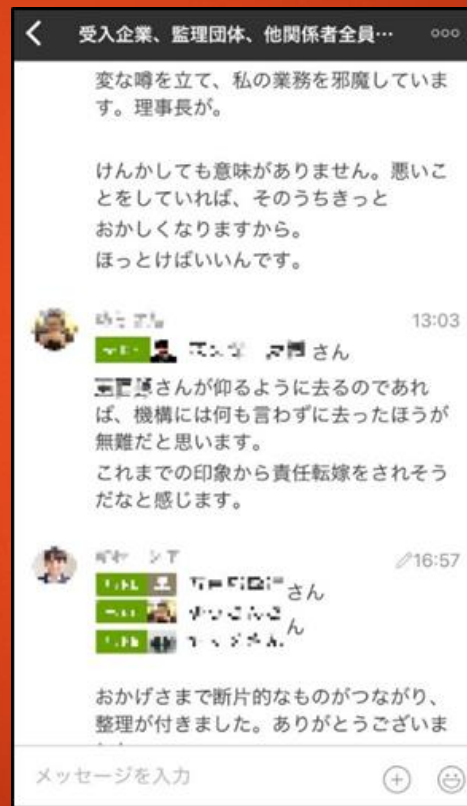 受入企業、監理団体、他関係者全員…
変な噂を立て、私の業務を邪魔していま
す。理事長が。
けんかしても意味がありません。悪いこ
とをしていれば、そのうちきっと
おかしくなりますから。
ほっとけばいいんです。
13:03
さん
さんが仰るように去るのであれ
ば、機構には何も言わずに去ったほうが
無難だと思います。
これまでの印象から責任転嫁をされそう
だなと感じます。
16:57
さん
ん
おかげさまで断片的なものがつながり、
整理が付きました。ありがとうございま
メッセージを入力